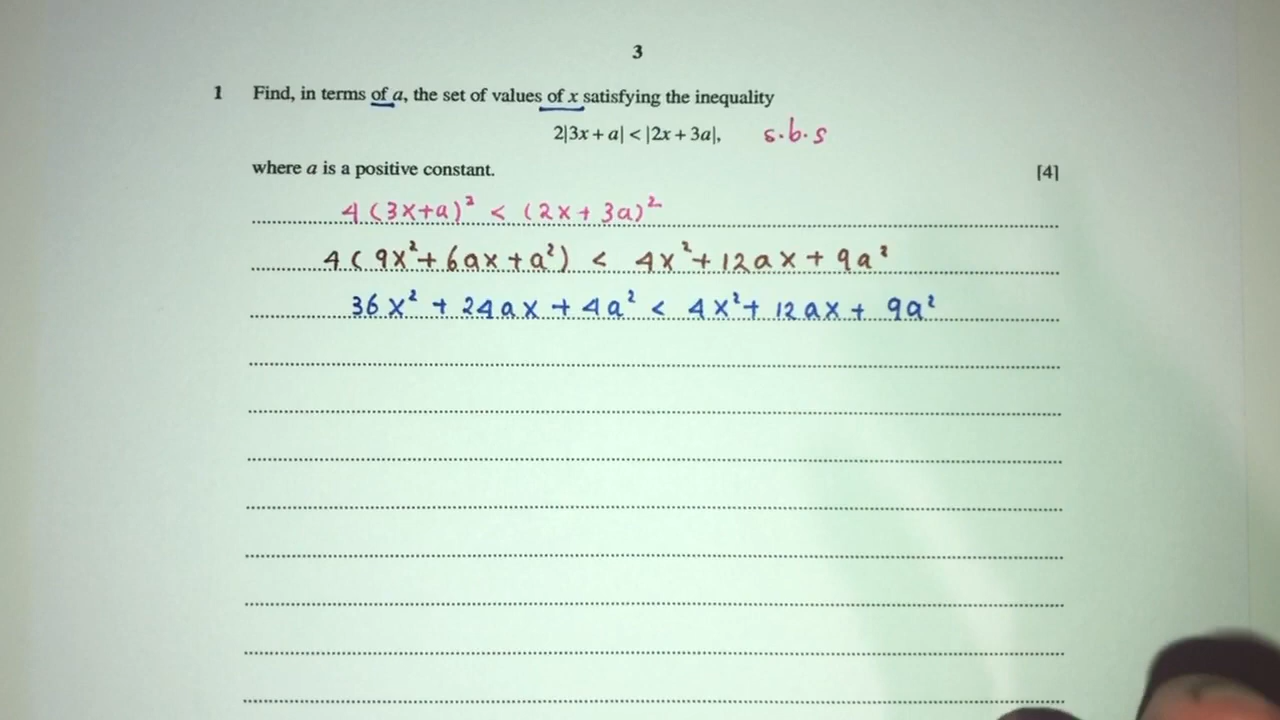 3
1 Find, in terms of a, the set of values of x satisfying the inequality
2|3x + a| < |2x + 3a|, s.b.s
where a is a positive constant. [4]
4(3x+a)² < (2x + 3a)²
4(9x²+6ax+a²) < 4x²+12ax+9a²
36x² + 24ax + 4a² < 4x²+ 12ax + 9a²